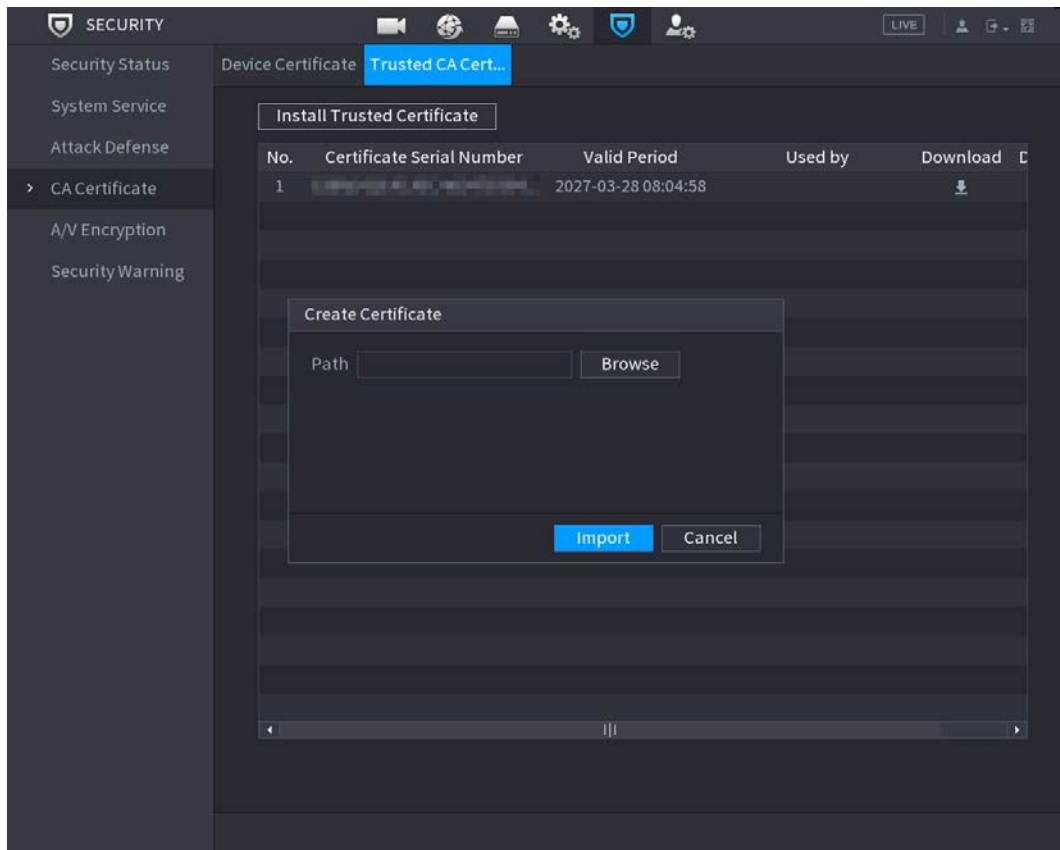 SECURITY
LIVE
Security Status
System Service
Attack Defense
CA Certificate
A/V Encryption
Security Warning
Device Certificate Trusted CA Cert...
Install Trusted Certificate
No. Certificate Serial Number Valid Period Used by Download D
1 2027-03-28 08:04:58
Create Certificate
Path Browse
Import Cancel